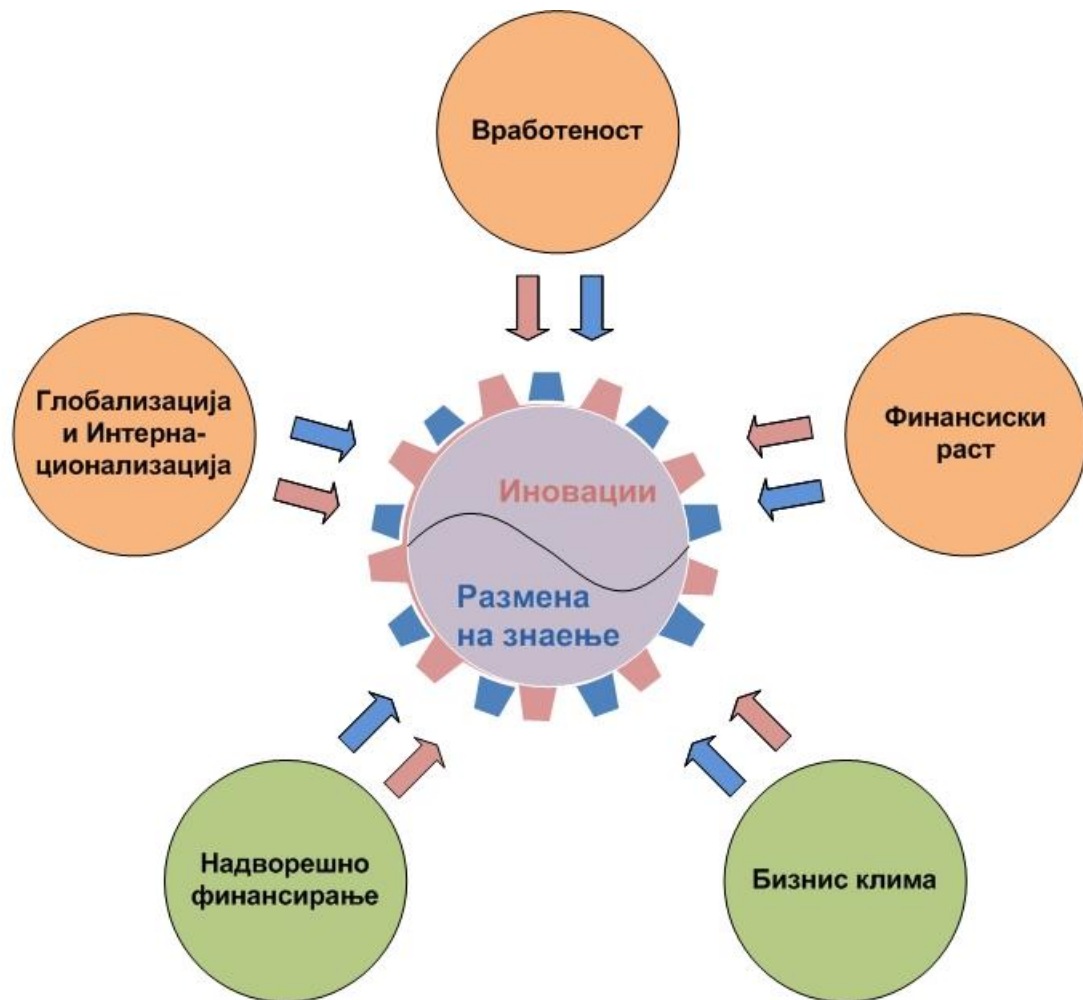 Вработеност
Глобализација
и Интерна-
ционализација
Финансиски
раст
Иновации
Размена
на знаење
Надворешно
финансирање
Бизнис клима